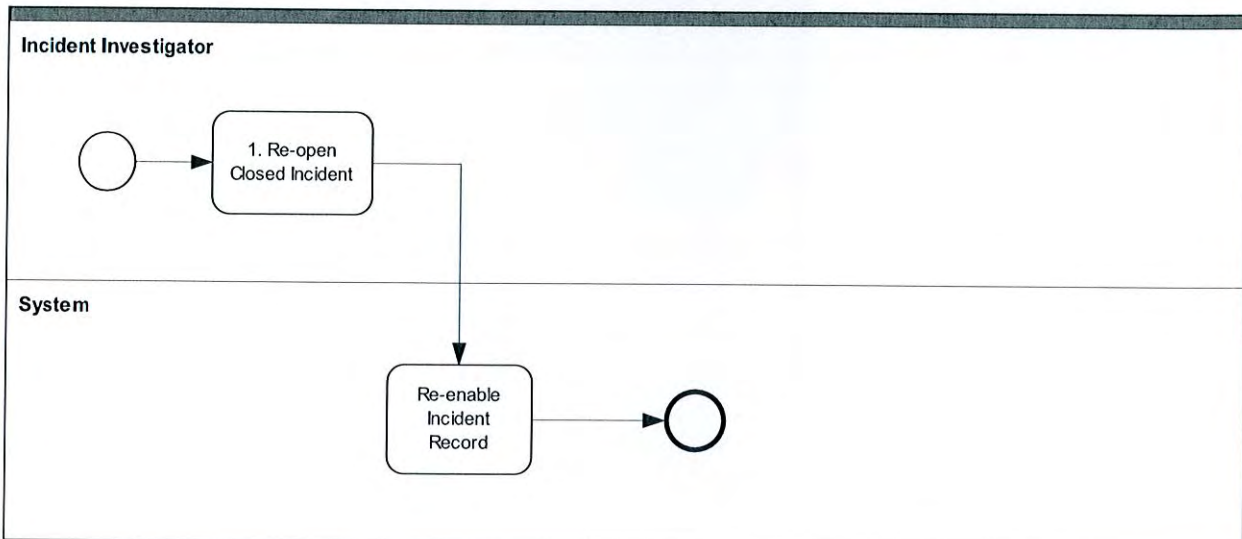 Incident Investigator
1. Re-open
Closed Incident
System
Re-enable
Incident
Record